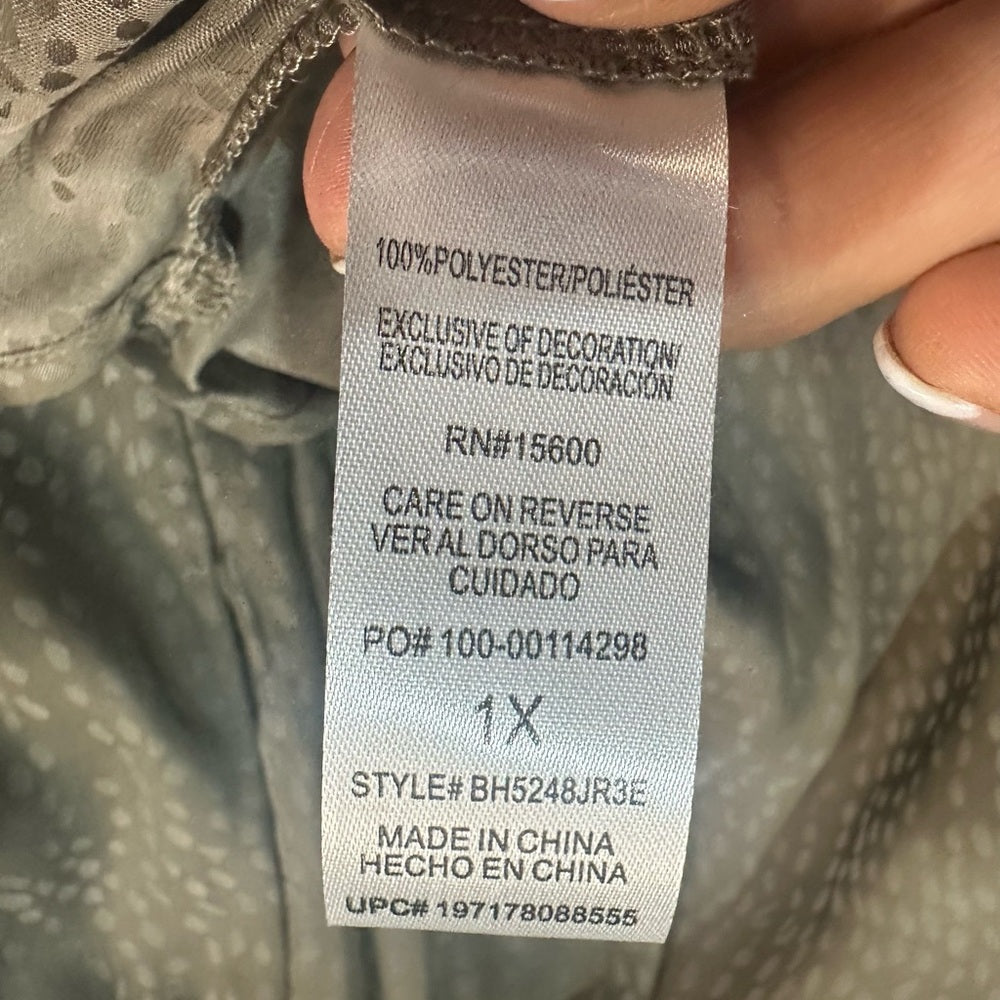 100%POLYESTER/POLIÉSTER
EXCLUSIVE OF DECORATION/
EXCLUSIVO DE DECORACIÓN
RN#15600
CARE ON REVERSE
VER AL DORSO PARA
CUIDADO
PO# 100-00114298
1X
STYLE# BH5248JR3E
MADE IN CHINA
HECHO EN CHINA
UPC# 197178088555